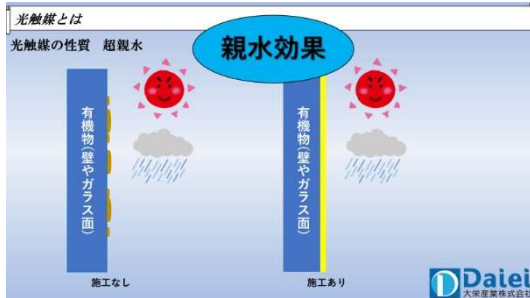 光触媒とは
光触媒の性質　超親水
親水効果
有機物(壁やガラス面)
有機物(壁やガラス面)
施工なし
施工あり
Daiei
大栄産業株式会社